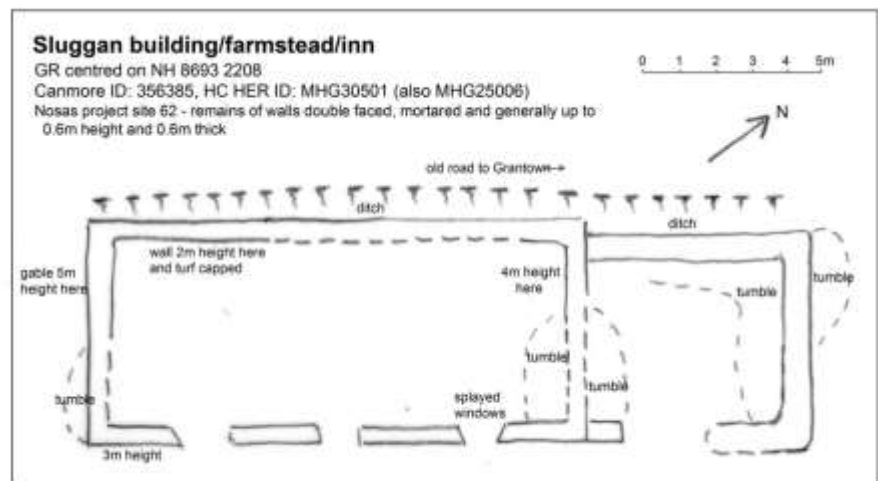 Sluggan building/farmstead/inn
GR centred on NH 8693 2208
Canmore ID: 356385, HC HER ID: MHG30501 (also MHG25006)
Nosas project site 62 - remains of walls double faced, mortared and generally up to
0.6m height and 0.6m thick
0 1 2 3 4 5m
N
old road to Grantown
ditch
ditch
wall 2m height here
and turf capped
gable 5m
height here
4m height
here
tumble
tumble
tumble
tumble
tumble
splayed
windows
3m height